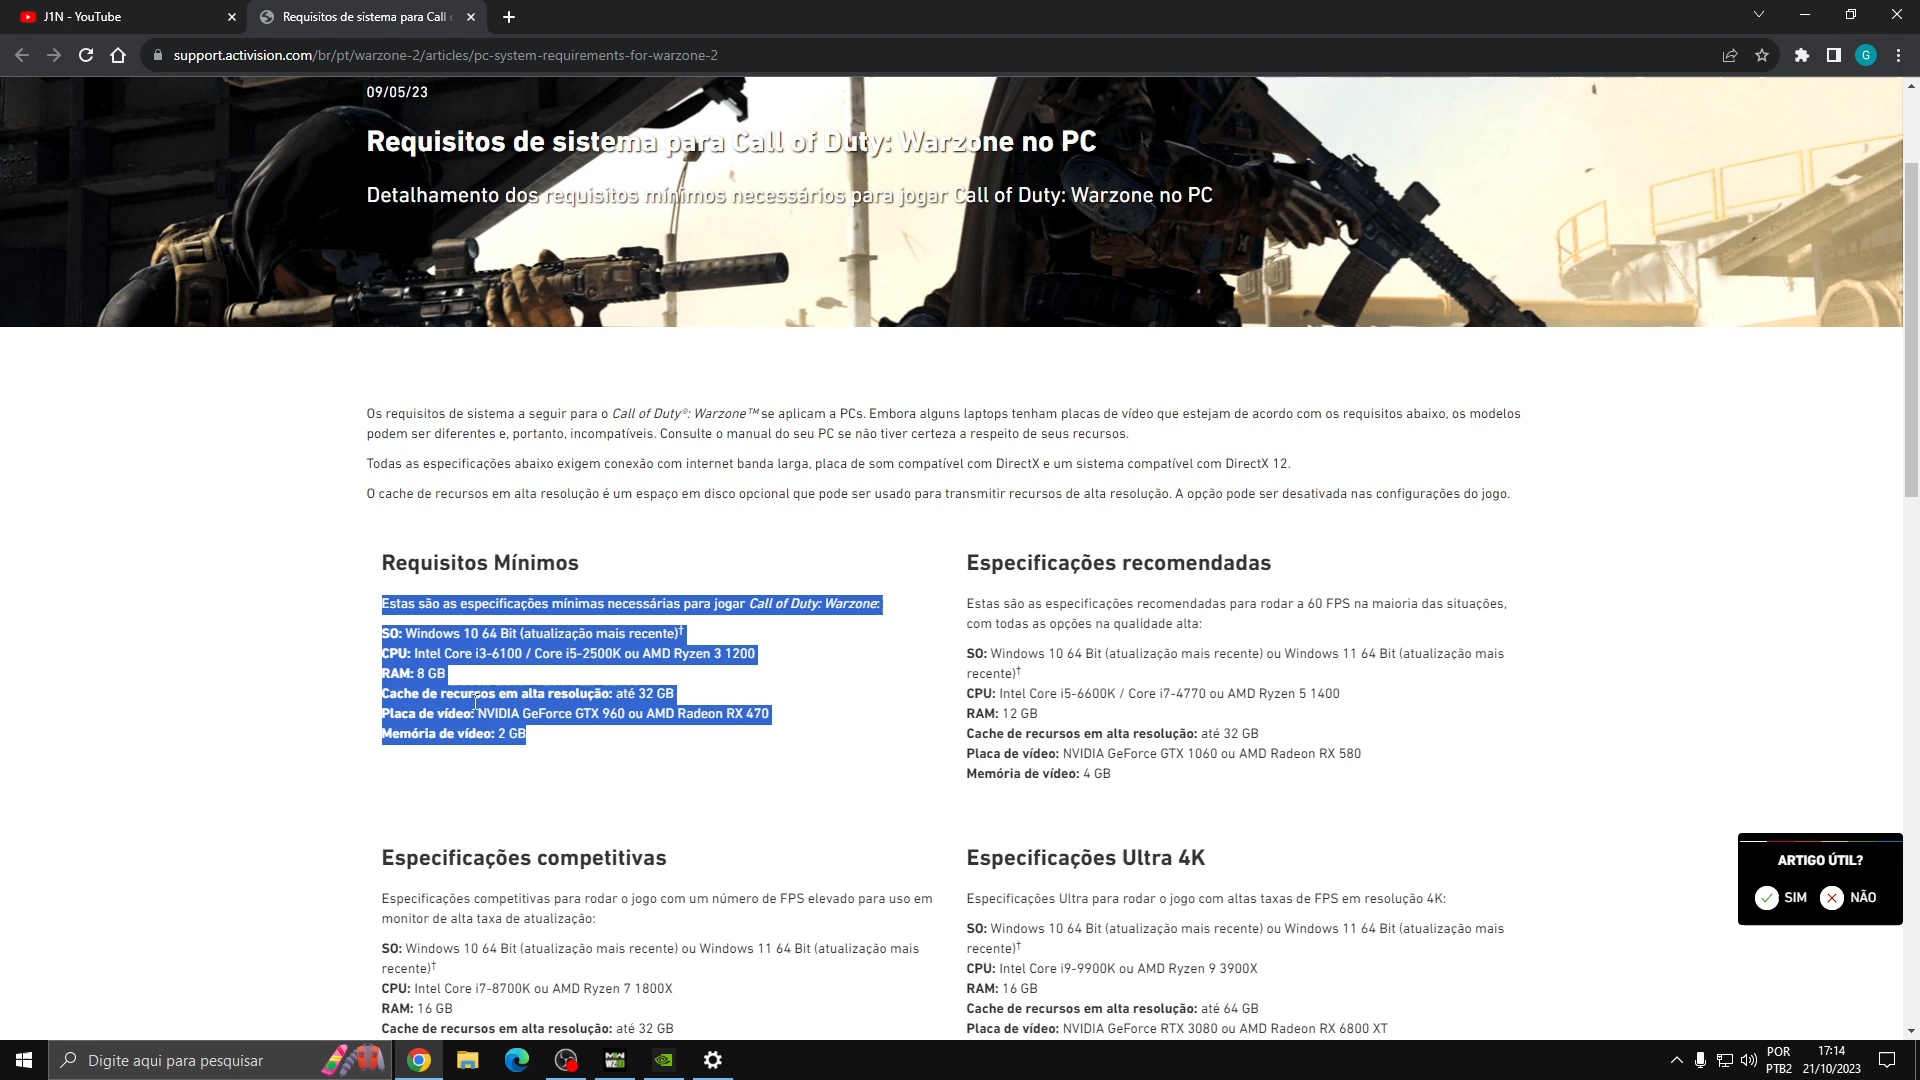 J1N - YouTube
Requisitos de sistema para Call
support.activision.com/br/pt/warzone-2/articles/pc-system-requirements-for-warzone-2
G
09/05/23
Requisitos de sistema para Call of Duty: Warzone no PC
Detalhamento dos requisitos mínimos necessários para jogar Call of Duty: Warzone no PC
Os requisitos de sistema a seguir para o Call of Duty®: Warzone™ se aplicam a PCs. Embora alguns laptops tenham placas de vídeo que estejam de acordo com os requisitos abaixo, os modelos
podem ser diferentes e, portanto, incompatíveis. Consulte o manual do seu PC se não tiver certeza a respeito de seus recursos.
Todas as especificações abaixo exigem conexão com internet banda larga, placa de som compatível com DirectX e um sistema compatível com DirectX 12.
O cache de recursos em alta resolução é um espaço em disco opcional que pode ser usado para transmitir recursos de alta resolução. A opção pode ser desativada nas configurações do jogo.
Requisitos Mínimos
Estas são as especificações mínimas necessárias para jogar Call of Duty: Warzone:
SO: Windows 10 64 Bit (atualização mais recente)†
CPU: Intel Core i3-6100 / Core i5-2500K ou AMD Ryzen 3 1200
RAM: 8 GB
Cache de recursos em alta resolução: até 32 GB
Placa de vídeo: NVIDIA GeForce GTX 960 ou AMD Radeon RX 470
Memória de vídeo: 2 GB
Especificações recomendadas
Estas são as especificações recomendadas para rodar a 60 FPS na maioria das situações,
com todas as opções na qualidade alta:
SO: Windows 10 64 Bit (atualização mais recente) ou Windows 11 64 Bit (atualização mais
recente)†
CPU: Intel Core i5-6600K / Core i7-4770 ou AMD Ryzen 5 1400
RAM: 12 GB
Cache de recursos em alta resolução: até 32 GB
Placa de vídeo: NVIDIA GeForce GTX 1060 ou AMD Radeon RX 580
Memória de vídeo: 4 GB
Especificações competitivas
Especificações competitivas para rodar o jogo com um número de FPS elevado para uso em
monitor de alta taxa de atualização:
SO: Windows 10 64 Bit (atualização mais recente) ou Windows 11 64 Bit (atualização mais
recente)†
CPU: Intel Core i7-8700K ou AMD Ryzen 7 1800X
RAM: 16 GB
Cache de recursos em alta resolução: até 32 GB
Especificações Ultra 4K
Especificações Ultra para rodar o jogo com altas taxas de FPS em resolução 4K:
SO: Windows 10 64 Bit (atualização mais recente) ou Windows 11 64 Bit (atualização mais
recente)†
CPU: Intel Core i9-9900K ou AMD Ryzen 9 3900X
RAM: 16 GB
Cache de recursos em alta resolução: até 64 GB
Placa de vídeo: NVIDIA GeForce RTX 3080 ou AMD Radeon RX 6800 XT
ARTIGO ÚTIL?
SIM NÃO
Digite aqui para pesquisar
POR
PTB2
17:14
21/10/2023